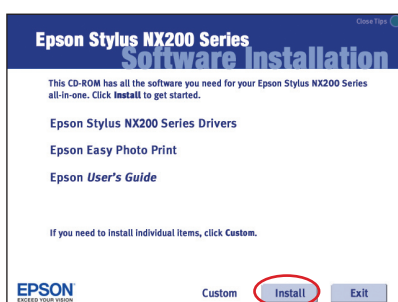 Close Tips
Epson Stylus NX200 Series
Software Installation
This CD-ROM has all the software you need for your Epson Stylus NX200 Series
all-in-one. Click Install to get started.
Epson Stylus NX200 Series Drivers
Epson Easy Photo Print
Epson User's Guide
If you need to install individual items, click Custom.
EPSON
EXCEED YOUR VISION
Custom Install Exit